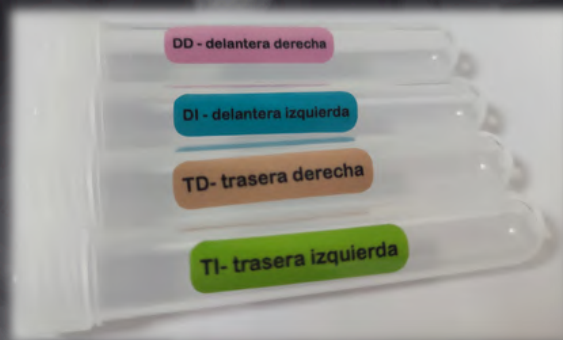 DD - delantera derecha
DI - delantera izquierda
TD- trasera derecha
TI- trasera izquierda